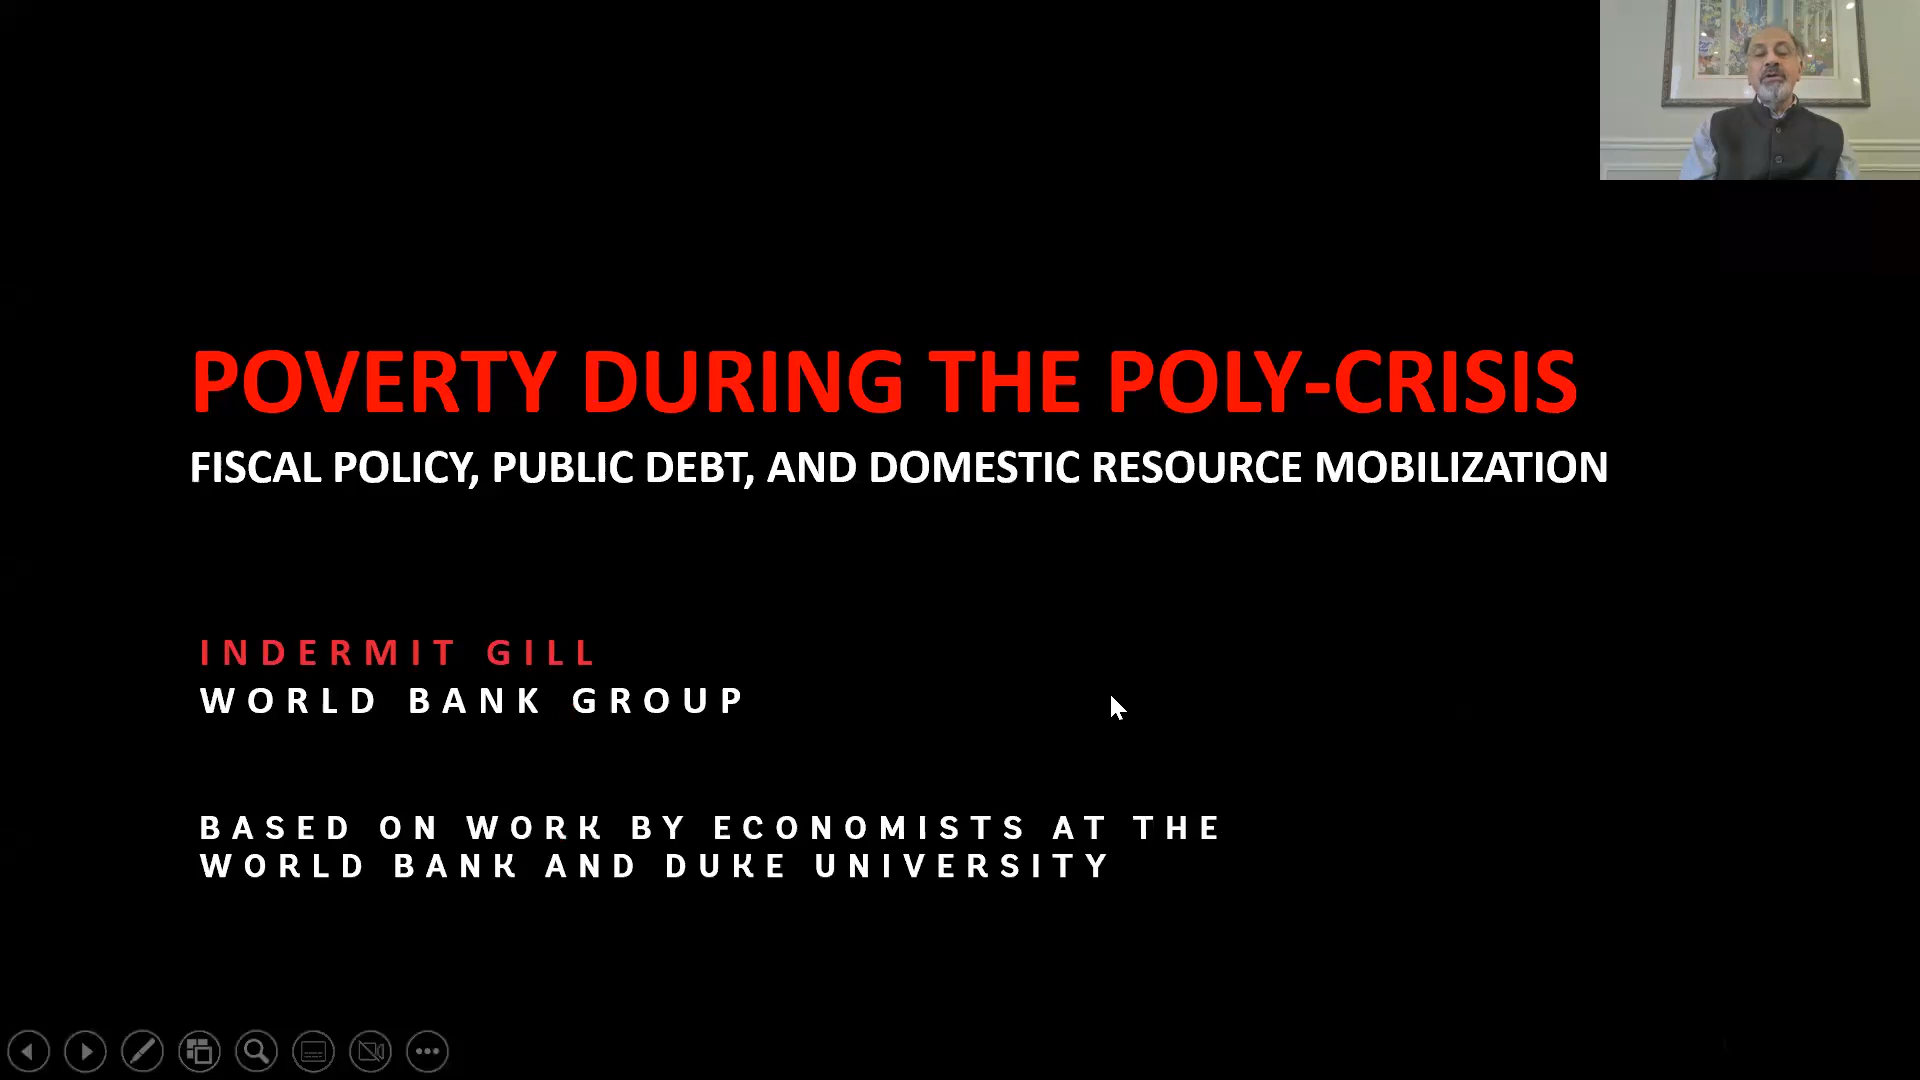 POVERTY DURING THE POLY-CRISIS
FISCAL POLICY, PUBLIC DEBT, AND DOMESTIC RESOURCE MOBILIZATION
INDERMIT GILL
WORLD BANK GROUP
BASED ON WORK BY ECONOMISTS AT THE
WORLD BANK AND DUKE UNIVERSITY